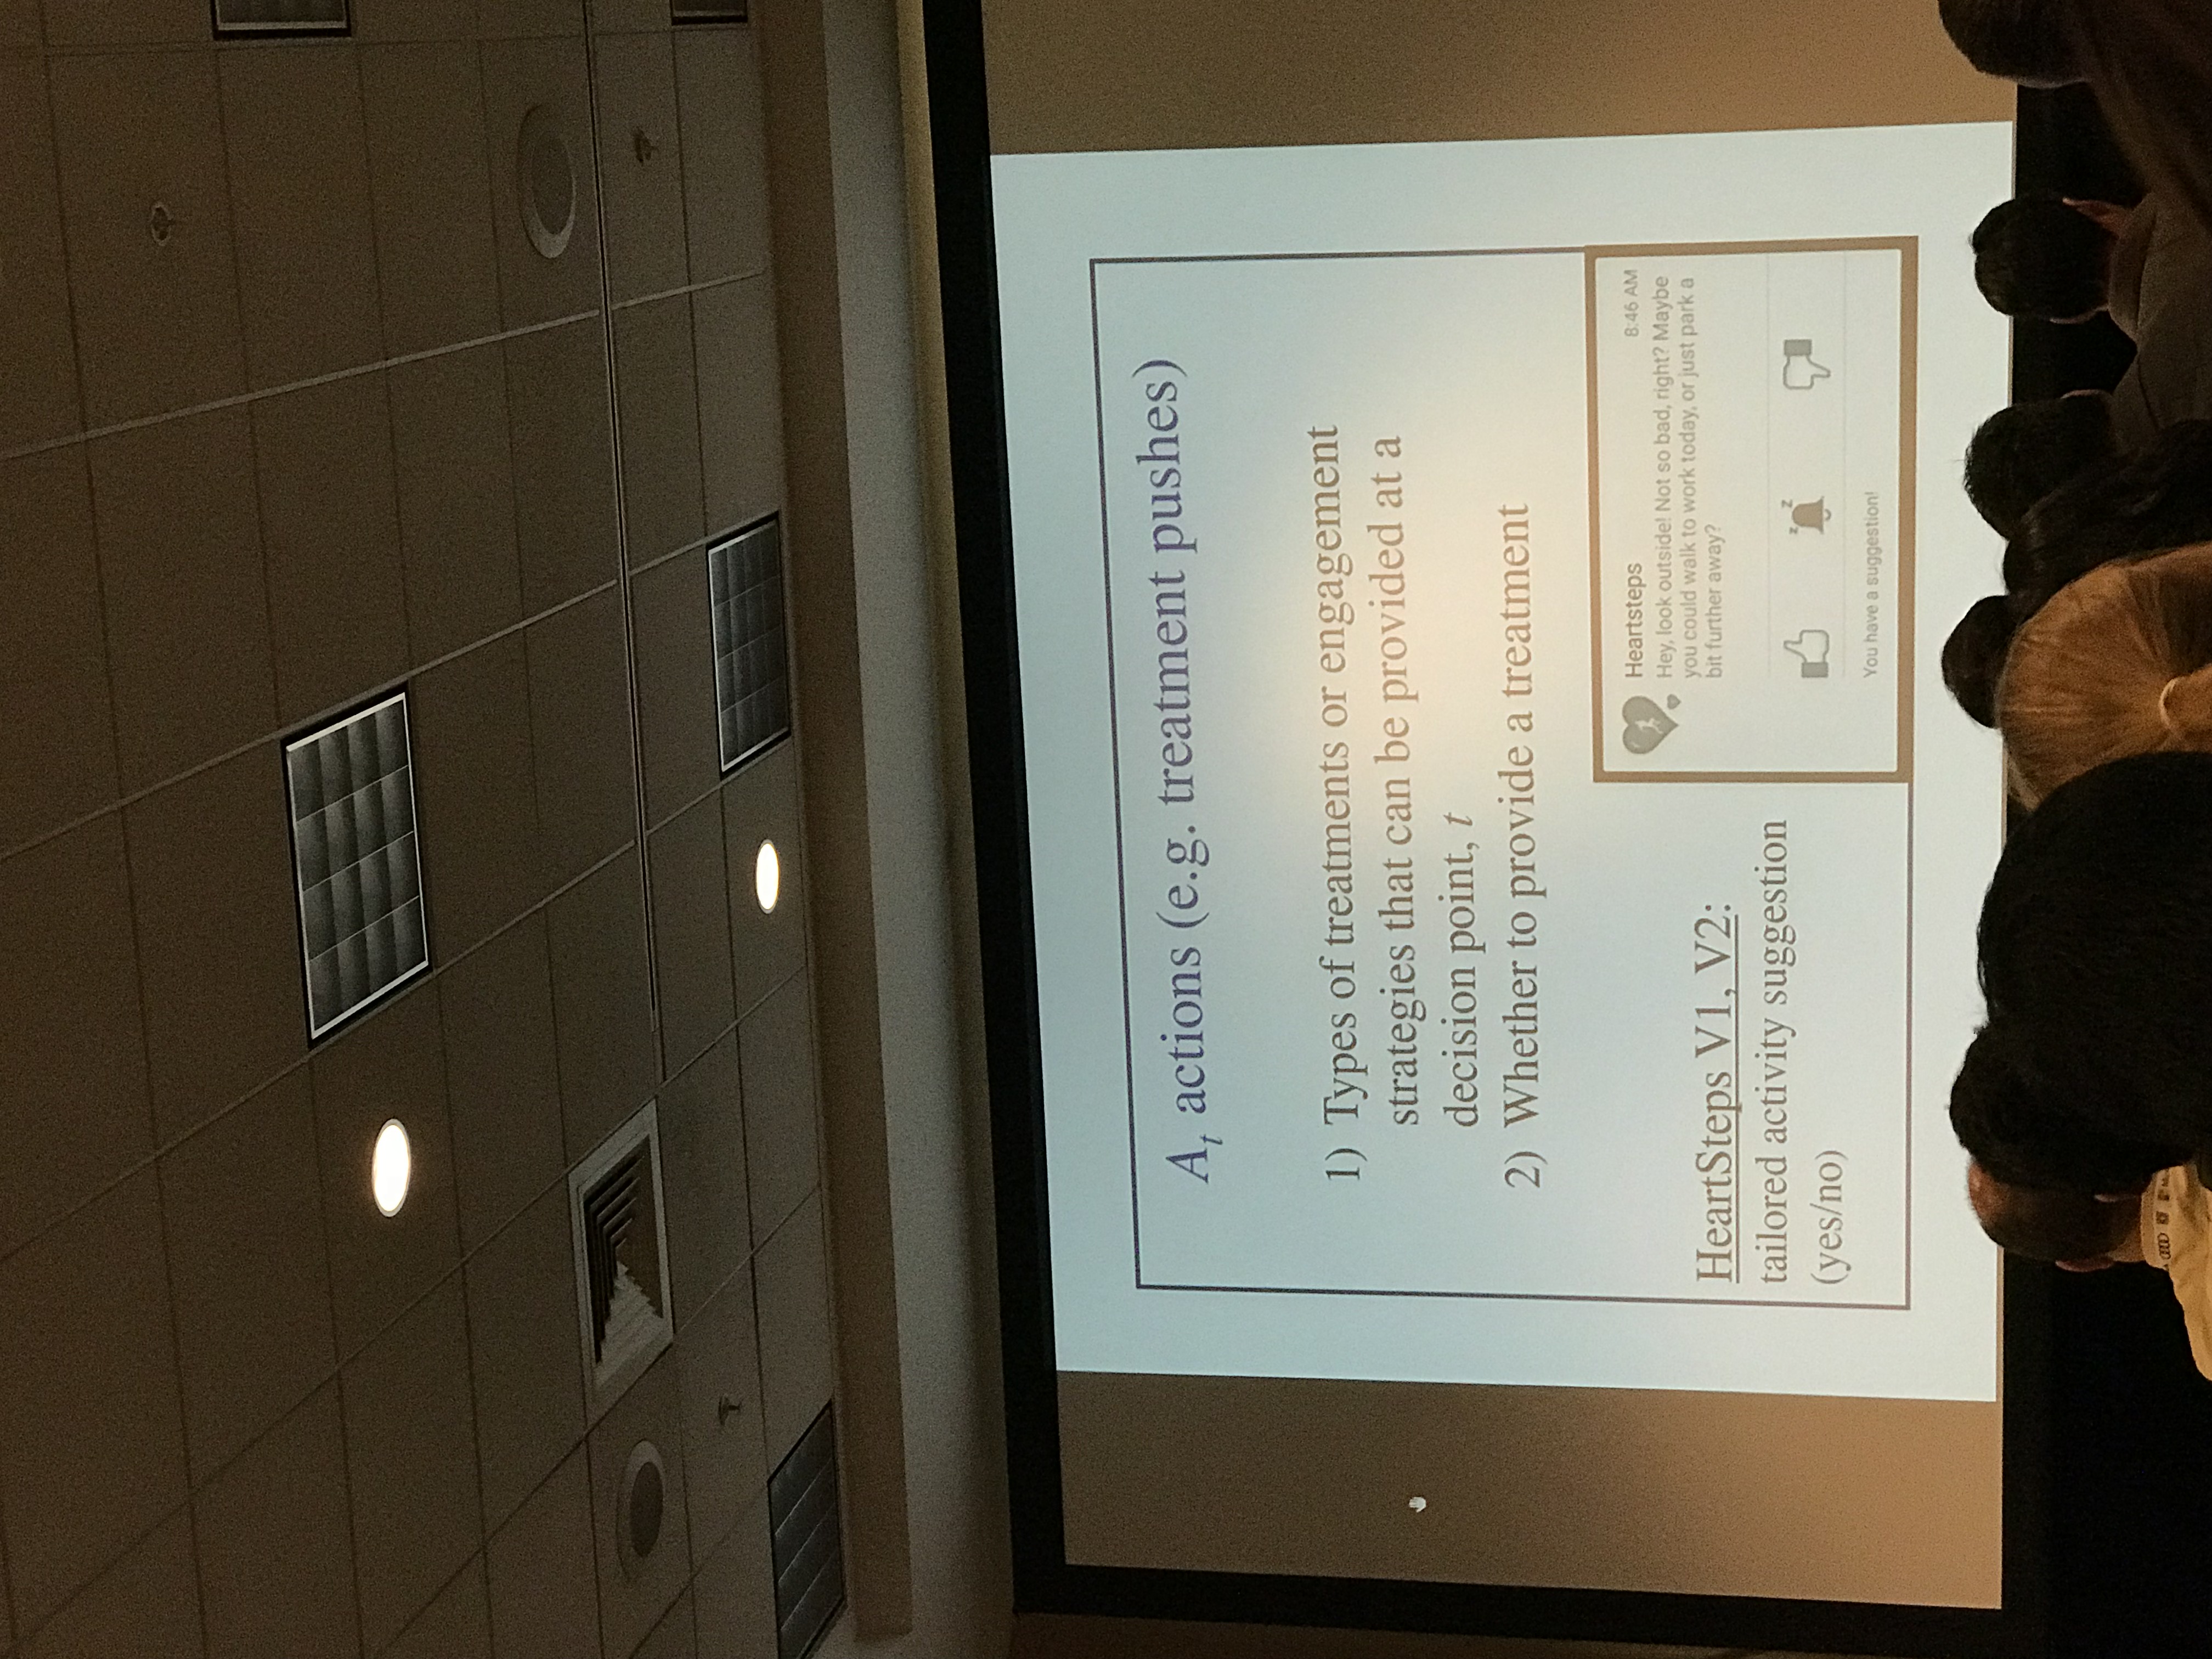 A_t actions (e.g. treatment pushes)
1) Types of treatments or engagement
strategies that can be provided at a
decision point, t
2) Whether to provide a treatment
HeartSteps V1, V2:
tailored activity suggestion
(yes/no)
Heartsteps 8:46 AM
Hey, look outside! Not so bad, right? Maybe
you could walk to work today, or just park a
bit further away?
z z
You have a suggestion!